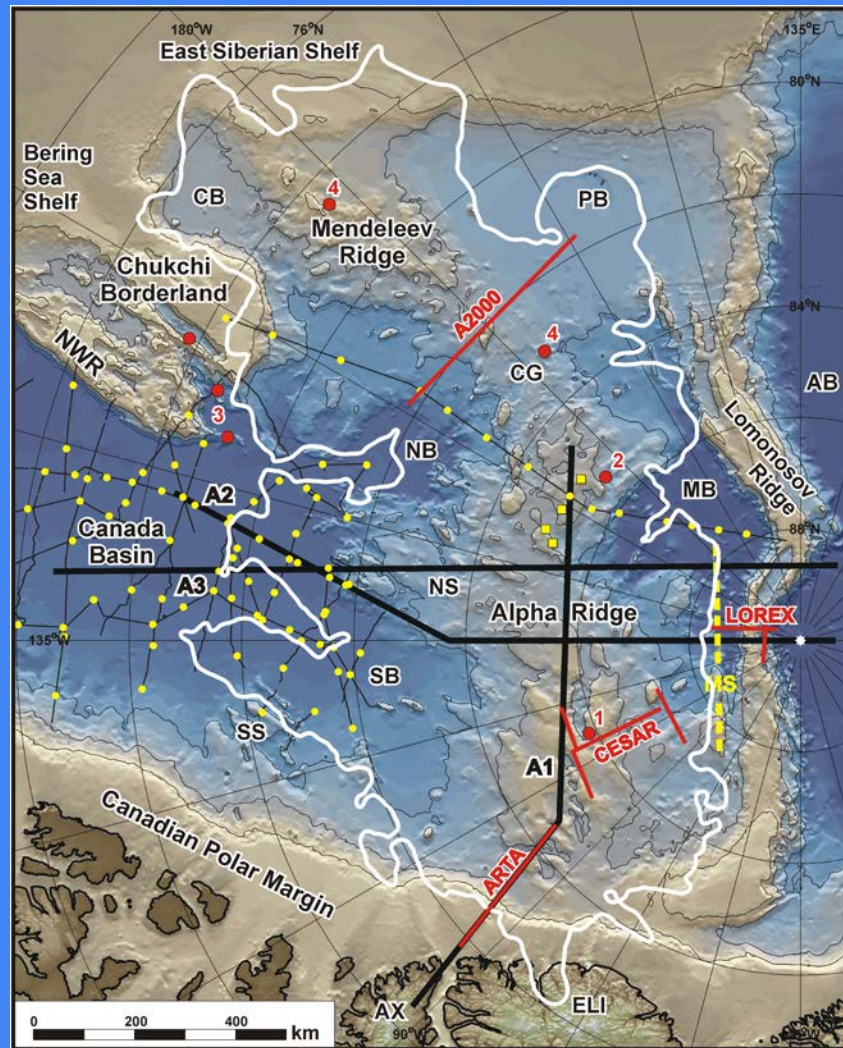 180°W
76°N
135°E
East Siberian Shelf
80°N
Bering
Sea
Shelf
CB
4
PB
Mendeleev
Ridge
Chukchi
Borderland
A2000
84°N
4
NWR
CG
AB
3
Lomonosov
Ridge
NB
2
A2
MB
Canada
Basin
88°N
A3
NS
Alpha Ridge
LOREX
135°W
SB
MS
SS
1
CESAR
A1
Canadian Polar Margin
ARTA
AX
ELI
0 200 400 km
90°W